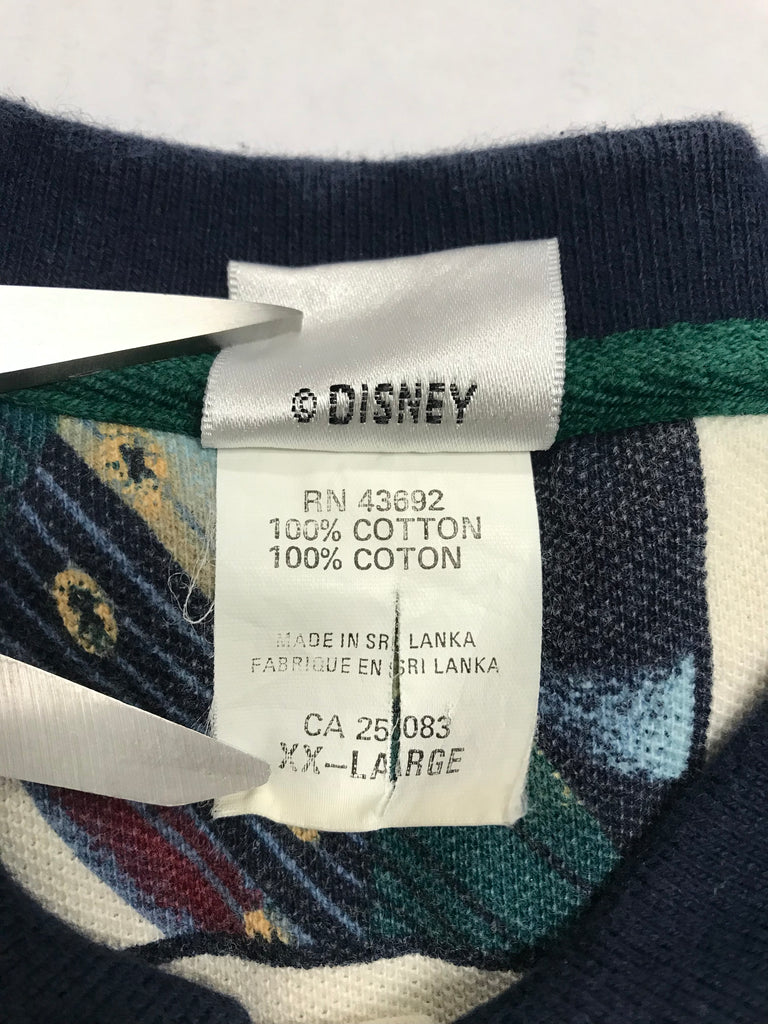 © DISNEY
RN 43692
100% COTTON
100% COTON
MADE IN SRI LANKA
FABRIQUE EN SRI LANKA
CA 25083
XX-LARGE